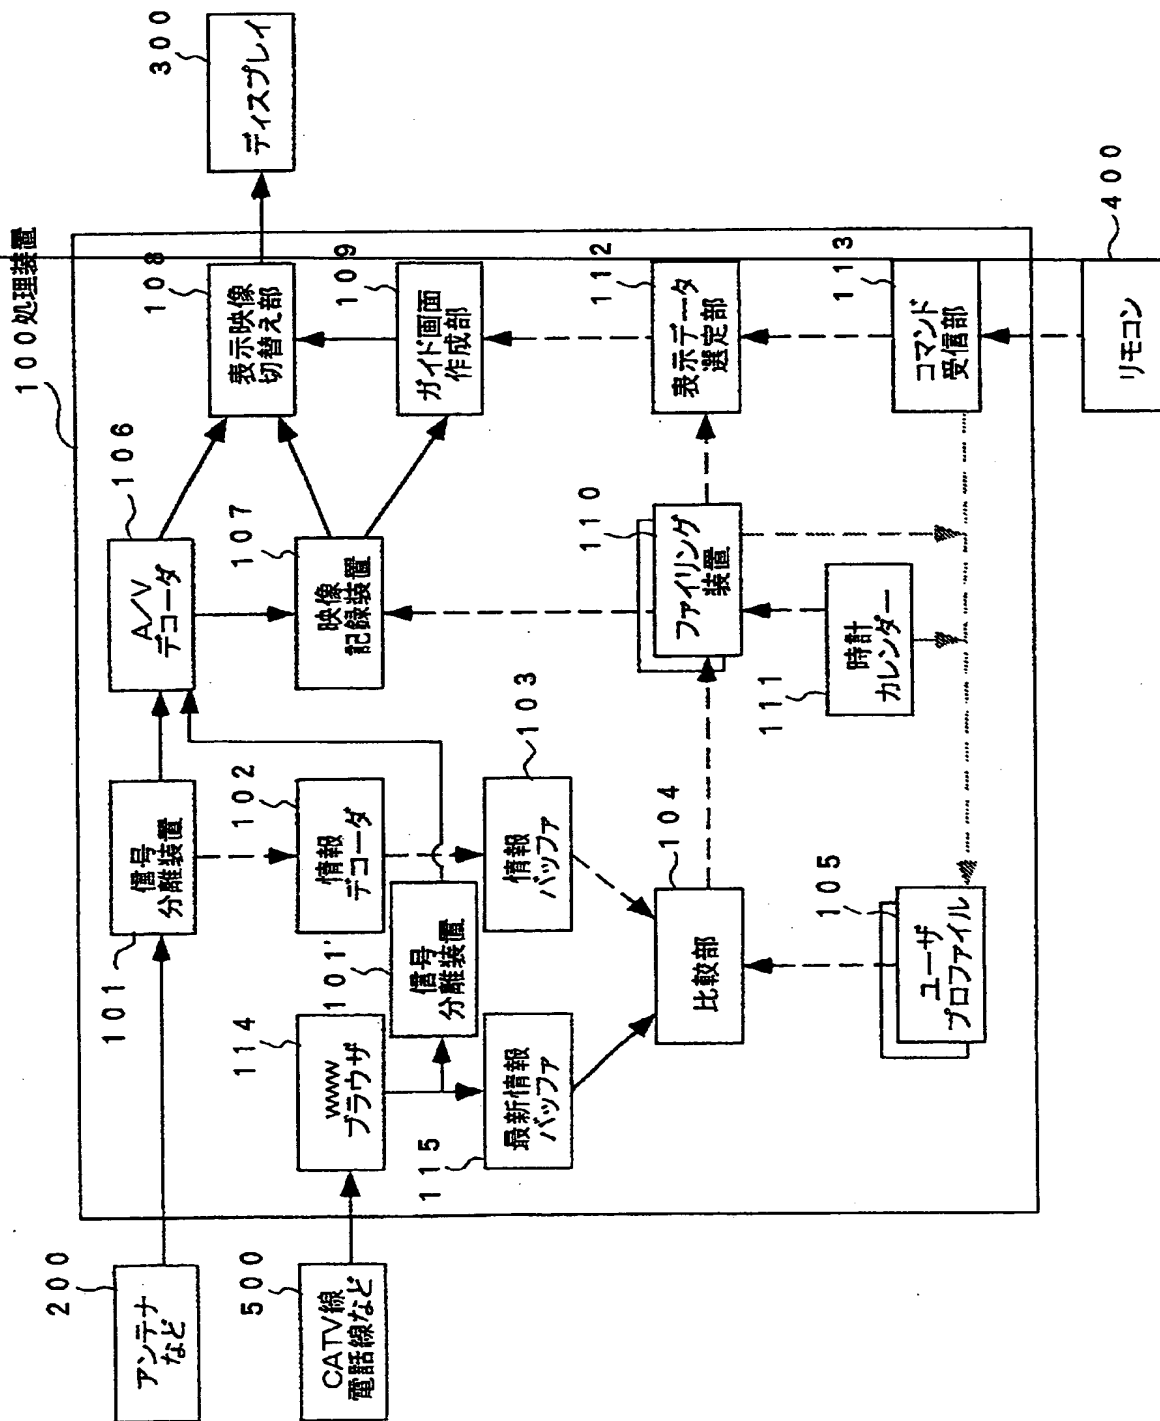 100処理装置
200
アンテナ
など
500
CATV線
電話線など
101
信号
分離装置
114
WWW
ブラウザ
115
最新情報
バッファ
102
情報
デコーダ
101'
信号
分離装置
103
情報
バッファ
104
比較部
105
ユーザ
プロファイル
106
A/V
デコーダ
107
映像
記録装置
110
ファイリング
装置
111
時計
カレンダー
108
表示映像
切替え部
109
ガイド画面
作成部
112
表示データ
選定部
113
コマンド
受信部
300
ディスプレイ
400
リモコン